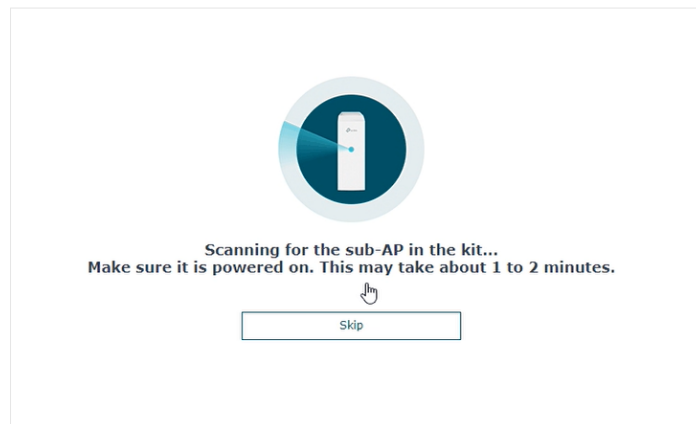 Scanning for the sub-AP in the kit...
Make sure it is powered on. This may take about 1 to 2 minutes.
Skip